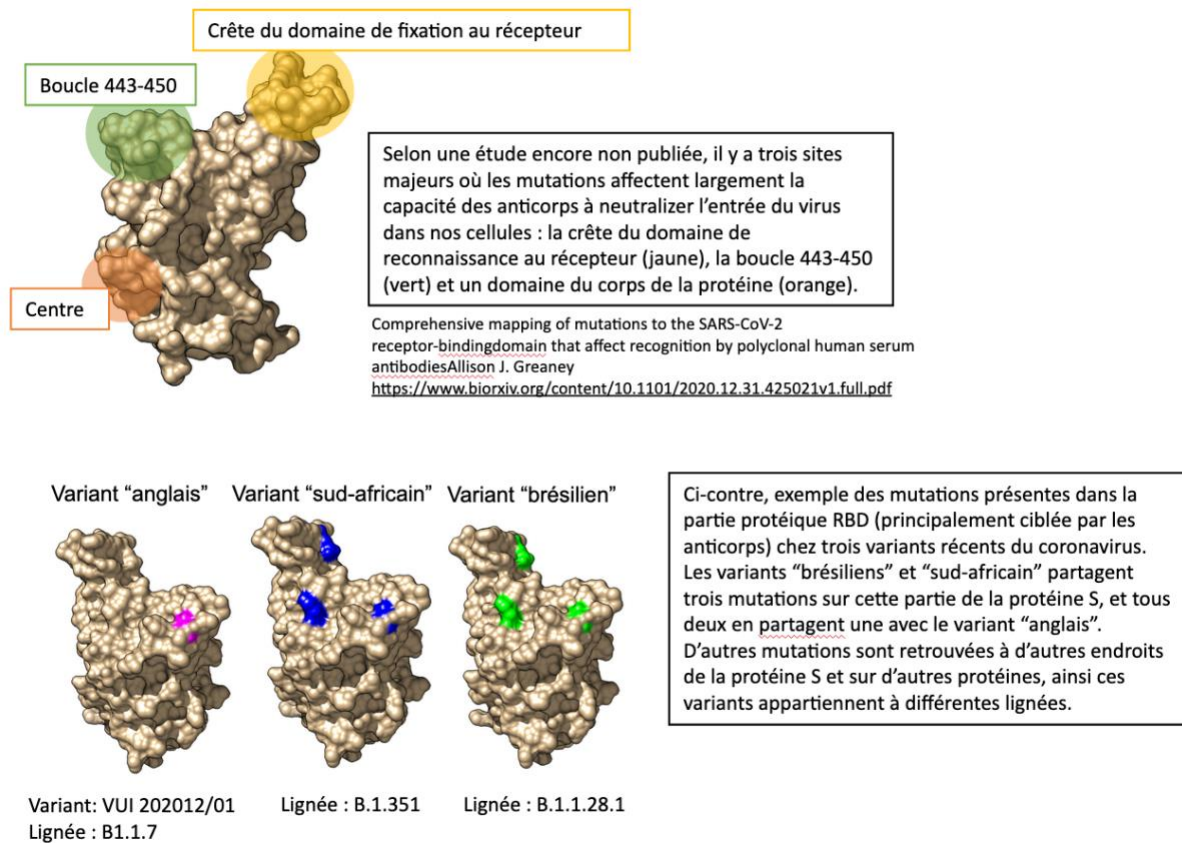 Crête du domaine de fixation au récepteur
Boucle 443-450
Centre
Selon une étude encore non publiée, il y a trois sites
majeurs où les mutations affectent largement la
capacité des anticorps à neutralizer l'entrée du virus
dans nos cellules : la crête du domaine de
reconnaissance au récepteur (jaune), la boucle 443-450
(vert) et un domaine du corps de la protéine (orange).
Comprehensive mapping of mutations to the SARS-CoV-2
receptor-bindingdomain that affect recognition by polyclonal human serum
antibodiesAllison J. Greaney
https://www.biorxiv.org/content/10.1101/2020.12.31.425021v1.full.pdf
Variant "anglais"
Variant "sud-africain"
Variant "brésilien"
Ci-contre, exemple des mutations présentes dans la
partie protéique RBD (principalement ciblée par les
anticorps) chez trois variants récents du coronavirus.
Les variants "brésiliens" et "sud-africain" partagent
trois mutations sur cette partie de la protéine S, et tous
deux en partagent une avec le variant "anglais".
D'autres mutations sont retrouvées à d'autres endroits
de la protéine S et sur d'autres protéines, ainsi ces
variants appartiennent à différentes lignées.
Variant: VUI 202012/01
Lignée : B1.1.7
Lignée : B.1.351
Lignée : B.1.1.28.1